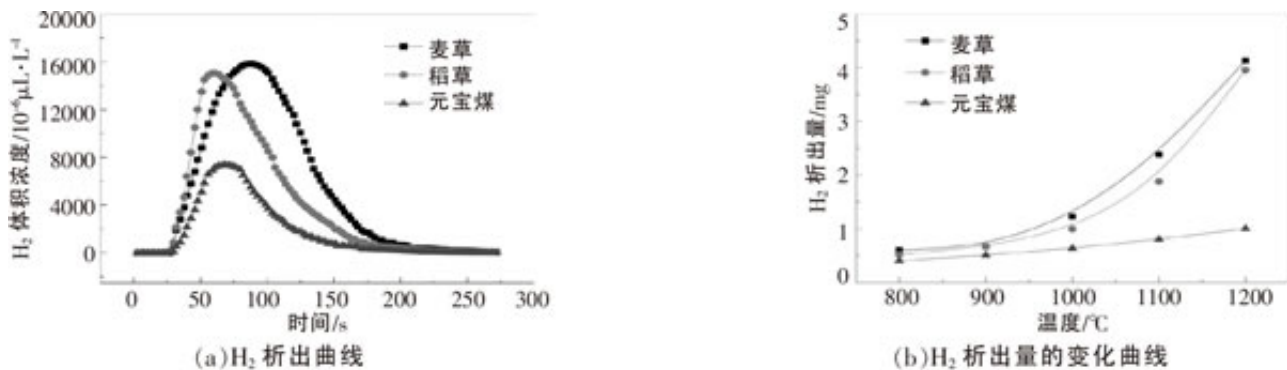 20000
16000
12000
8000
4000
0
H₂ 体积浓度/10⁻⁶μL·L⁻¹
麦草
稻草
元宝煤
0 50 100 150 200 250 300
时间/s
(a)H₂ 析出曲线
5
4
3
2
1
0
H₂ 析出量/mg
麦草
稻草
元宝煤
800 900 1000 1100 1200
温度/℃
(b)H₂ 析出量的变化曲线